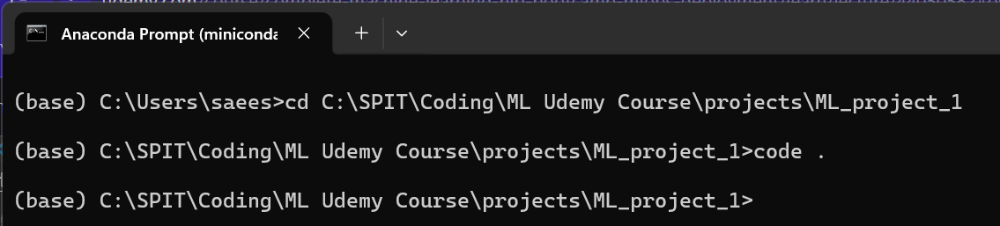 Anaconda Prompt (miniconda
(base) C:\Users\saees>cd C:\SPIT\Coding\ML Udemy Course\projects\ML_project_1
(base) C:\SPIT\Coding\ML Udemy Course\projects\ML_project_1>code .
(base) C:\SPIT\Coding\ML Udemy Course\projects\ML_project_1>